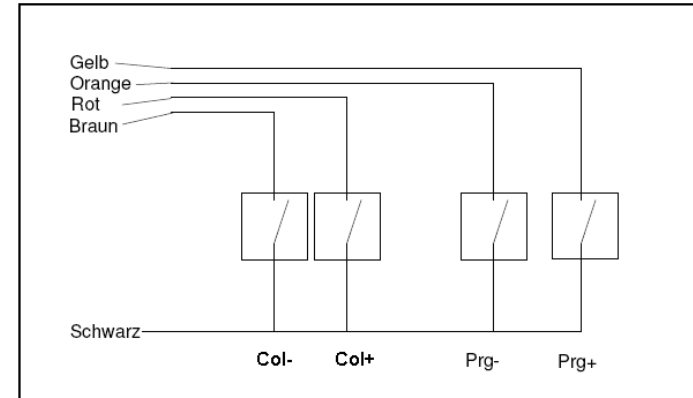 Gelb
Orange
Rot
Braun
Schwarz
Col- Col+ Prg- Prg+